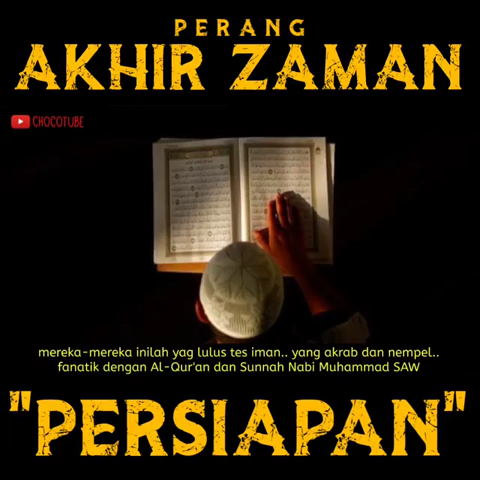 PERANG
AKHIR ZAMAN
CHOCOTUBE
mereka-mereka inilah yag lulus tes iman.. yang akrab dan nempel..
fanatik dengan Al-Qur'an dan Sunnah Nabi Muhammad SAW
"PERSIAPAN"